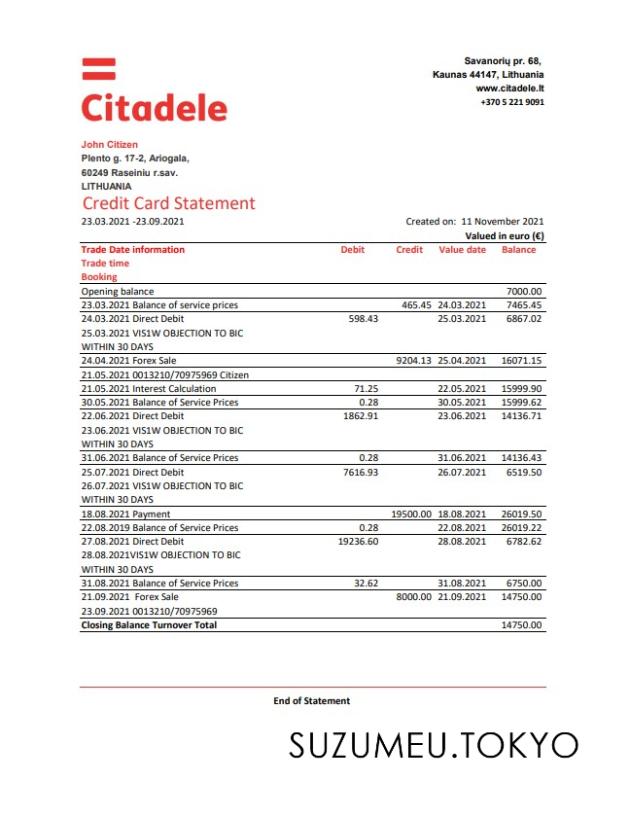 Savanorių pr. 68,
Kaunas 44147, Lithuania
www.citadele.lt
+370 5 221 9091
Citadele
John Citizen
Plento g. 17-2, Ariogala,
60249 Raseiniu r.sav.
LITHUANIA
Credit Card Statement
23.03.2021 -23.09.2021 Created on: 11 November 2021
Valued in euro (€)
Trade Date information Debit Credit Value date Balance
Trade time
Booking
Opening balance 7000.00
23.03.2021 Balance of service prices 465.45 24.03.2021 7465.45
24.03.2021 Direct Debit 598.43 25.03.2021 6867.02
25.03.2021 VIS1W OBJECTION TO BIC
WITHIN 30 DAYS
24.04.2021 Forex Sale 9204.13 25.04.2021 16071.15
21.05.2021 0013210/70975969 Citizen
21.05.2021 Interest Calculation 71.25 22.05.2021 15999.90
30.05.2021 Balance of Service Prices 0.28 30.05.2021 15999.62
22.06.2021 Direct Debit 1862.91 23.06.2021 14136.71
23.06.2021 VIS1W OBJECTION TO BIC
WITHIN 30 DAYS
31.06.2021 Balance of Service Prices 0.28 31.06.2021 14136.43
25.07.2021 Direct Debit 7616.93 26.07.2021 6519.50
26.07.2021 VIS1W OBJECTION TO BIC
WITHIN 30 DAYS
18.08.2021 Payment 19500.00 18.08.2021 26019.50
22.08.2019 Balance of Service Prices 0.28 22.08.2021 26019.22
27.08.2021 Direct Debit 19236.60 28.08.2021 6782.62
28.08.2021VIS1W OBJECTION TO BIC
WITHIN 30 DAYS
31.08.2021 Balance of Service Prices 32.62 31.08.2021 6750.00
21.09.2021 Forex Sale 8000.00 21.09.2021 14750.00
23.09.2021 0013210/70975969
Closing Balance Turnover Total 14750.00
End of Statement
SUZUMEU.TOKYO